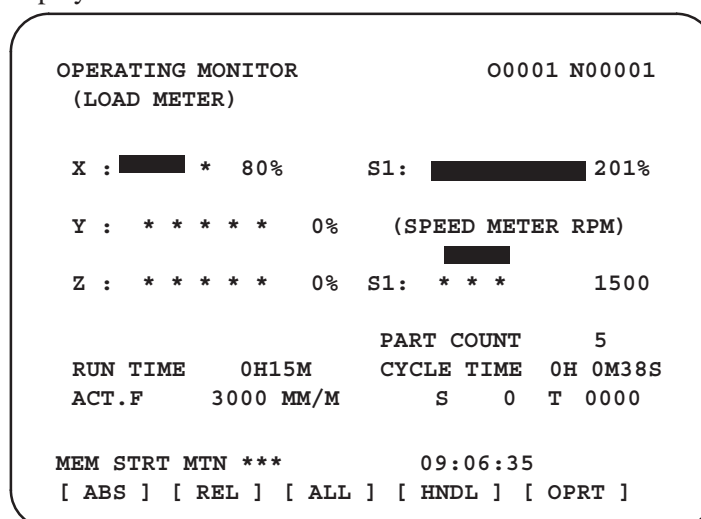 OPERATING MONITOR O0001 N00001
(LOAD METER)
X : * 80% S1: 201%
Y : * * * * * 0% (SPEED METER RPM)
Z : * * * * * 0% S1: * * * 1500
PART COUNT 5
RUN TIME 0H15M CYCLE TIME 0H 0M38S
ACT.F 3000 MM/M S 0 T 0000
MEM STRT MTN *** 09:06:35
[ ABS ] [ REL ] [ ALL ] [ HNDL ] [ OPRT ]